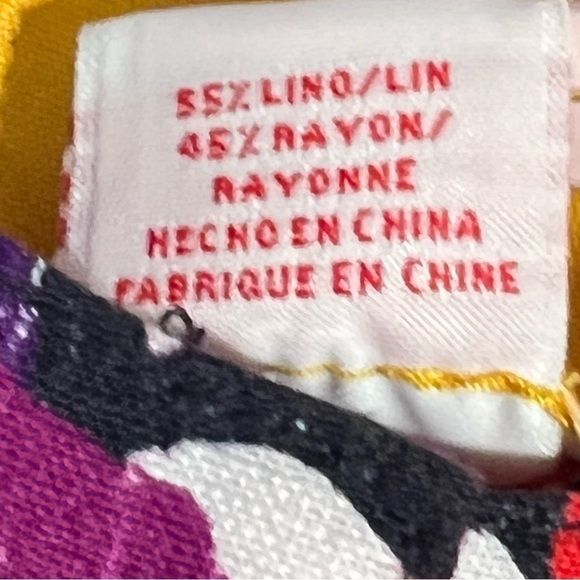 55% LINO/LIN
45% RAYON/
RAYONNE
HECHO EN CHINA
FABRIQUE EN CHINE